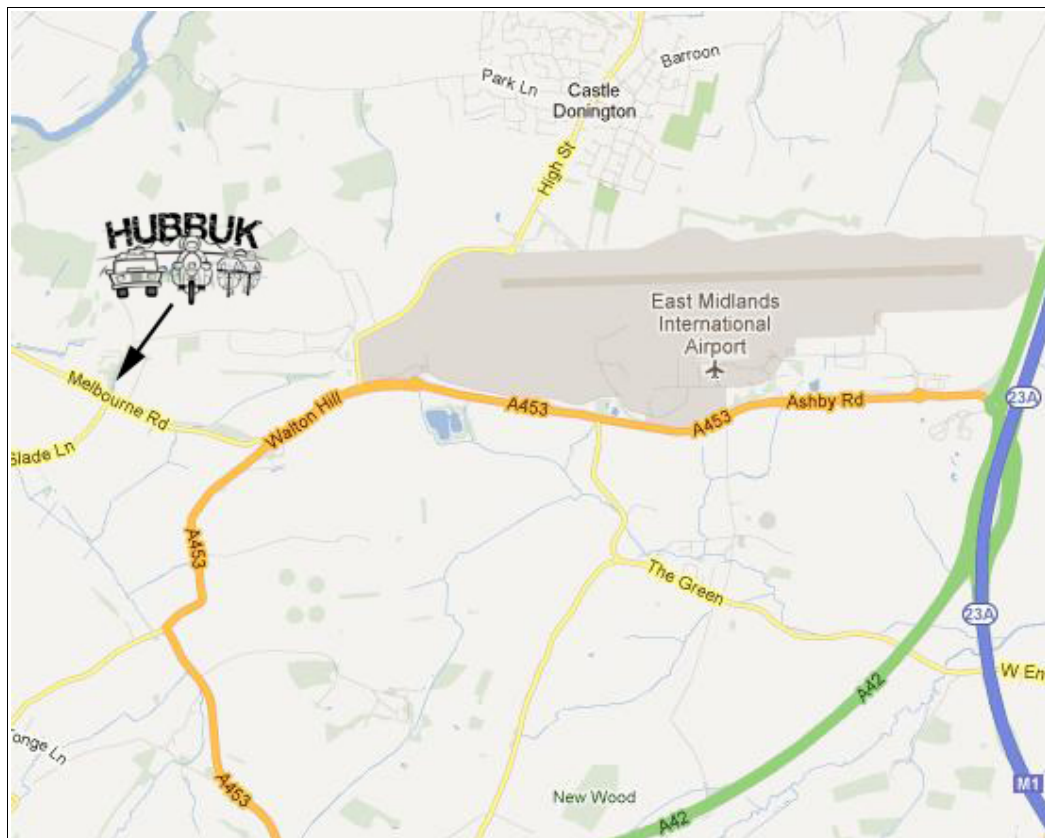 Barroon
Park Ln
Castle
Donington
High St
HUBBUK
East Midlands
International
Airport
Melbourne Rd
Walton Hill
A453
Ashby Rd
23A
A453
Slade Ln
A453
The Green
23A
W En
A42
Tonge Ln
A453
New Wood
M1
A42